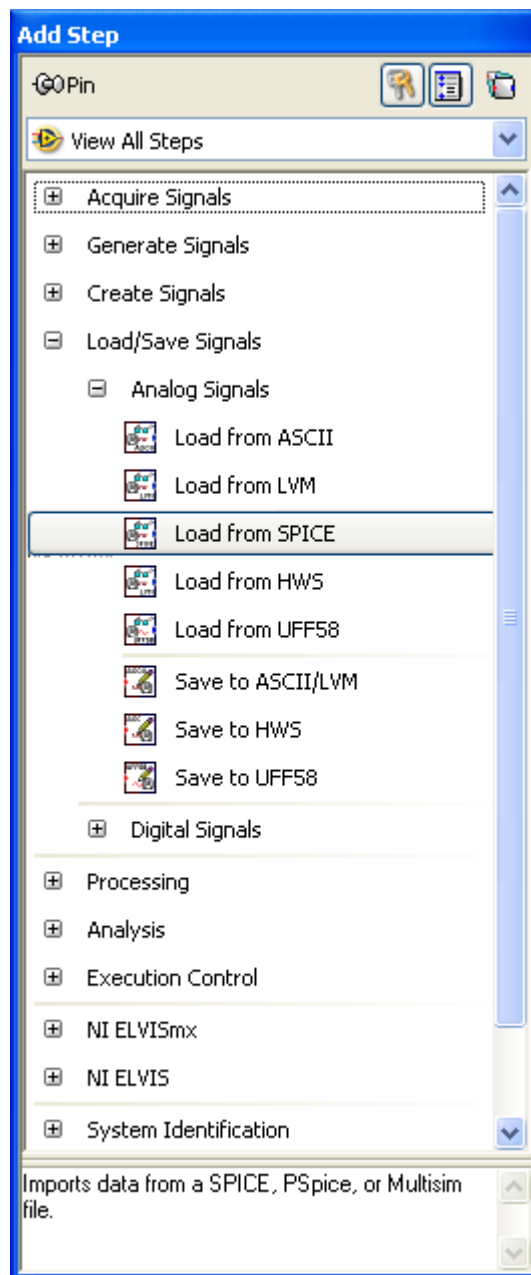 Add Step
Pin
View All Steps
Acquire Signals
Generate Signals
Create Signals
Load/Save Signals
Analog Signals
Load from ASCII
Load from LVM
Load from SPICE
Load from HWS
Load from UFF58
Save to ASCII/LVM
Save to HWS
Save to UFF58
Digital Signals
Processing
Analysis
Execution Control
NI ELVISmx
NI ELVIS
System Identification
Imports data from a SPICE, PSpice, or Multisim
file.